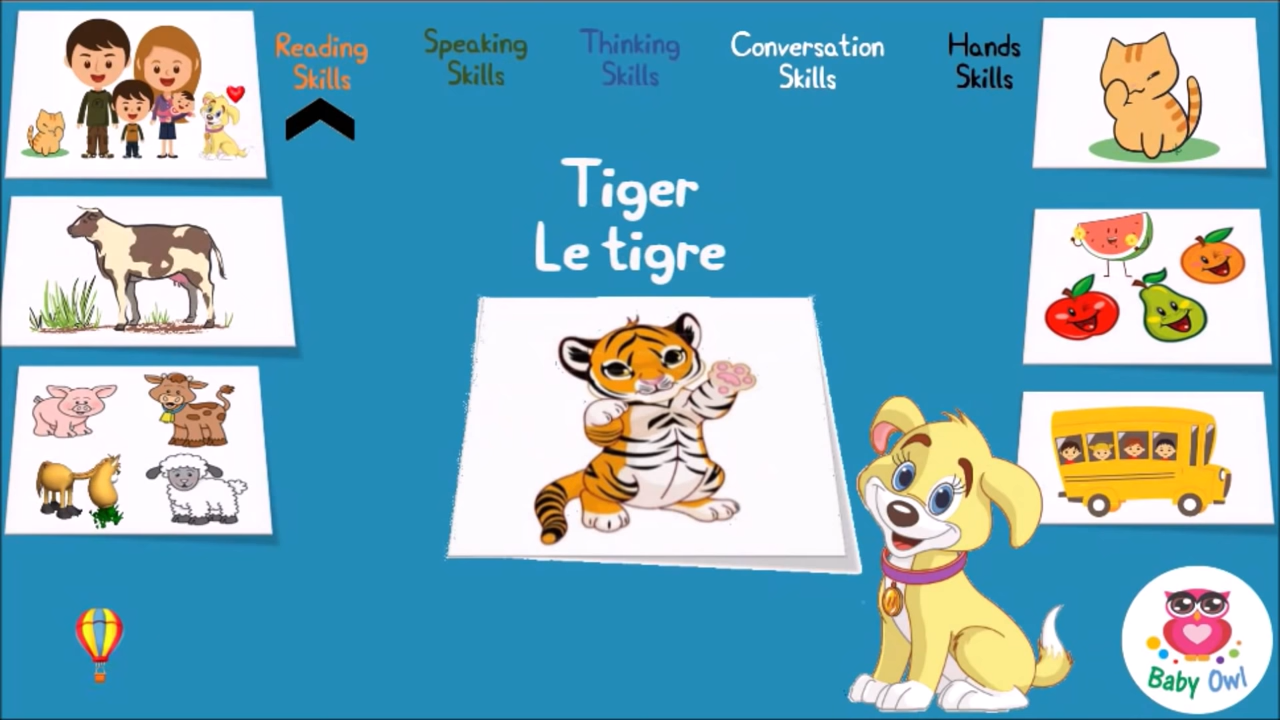 Reading
Skills
Speaking
Skills
Thinking
Skills
Conversation
Skills
Hands
Skills
Tiger
Le tigre
Baby Owl